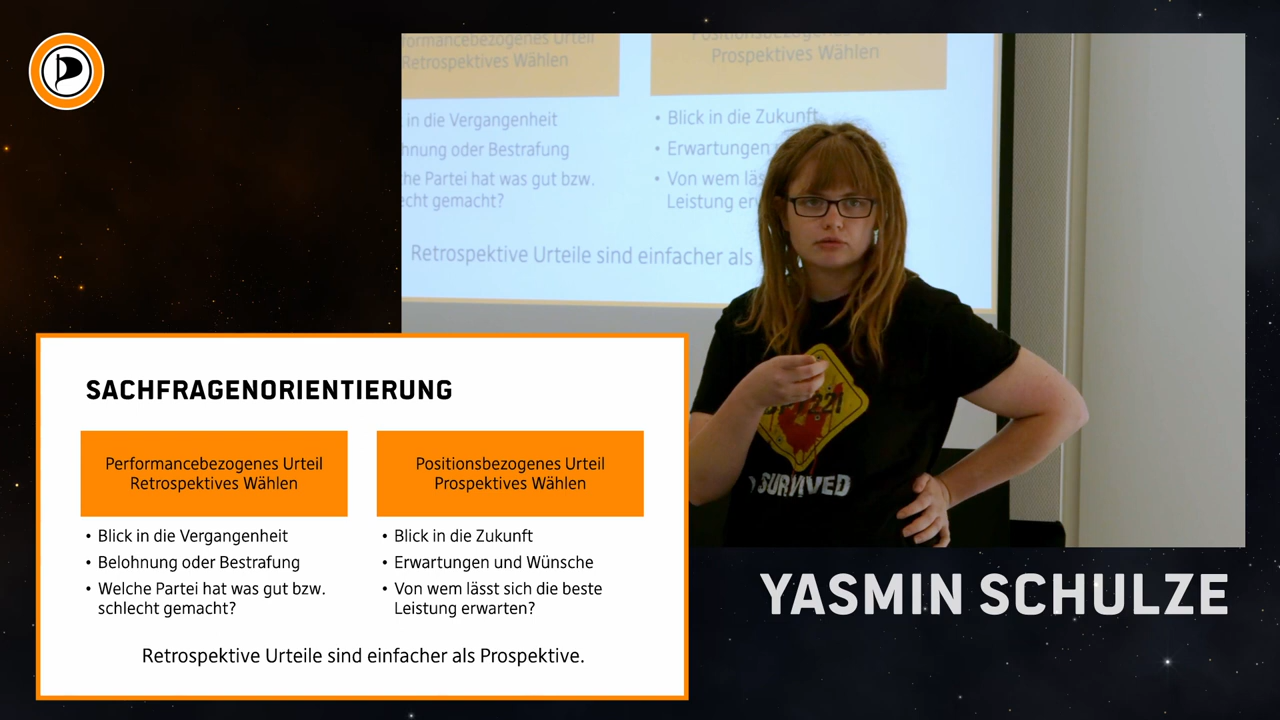 formancebezogenes Urteil
Retrospektives Wählen
Prospektives Wählen
in die Vergangenheit
hnung oder Bestrafung
he Partei hat was gut bzw.
cht gemacht?
• Blick in die Zukunft
• Erwartungen
• Von wem läs
Leistung er
Retrospektive Urteile sind einfacher als
SURVIVED
SACHFRAGENORIENTIERUNG
Performancebezogenes Urteil
Retrospektives Wählen
• Blick in die Vergangenheit
• Belohnung oder Bestrafung
• Welche Partei hat was gut bzw.
schlecht gemacht?
Positionsbezogenes Urteil
Prospektives Wählen
• Blick in die Zukunft
• Erwartungen und Wünsche
• Von wem lässt sich die beste
Leistung erwarten?
Retrospektive Urteile sind einfacher als Prospektive.
YASMIN SCHULZE